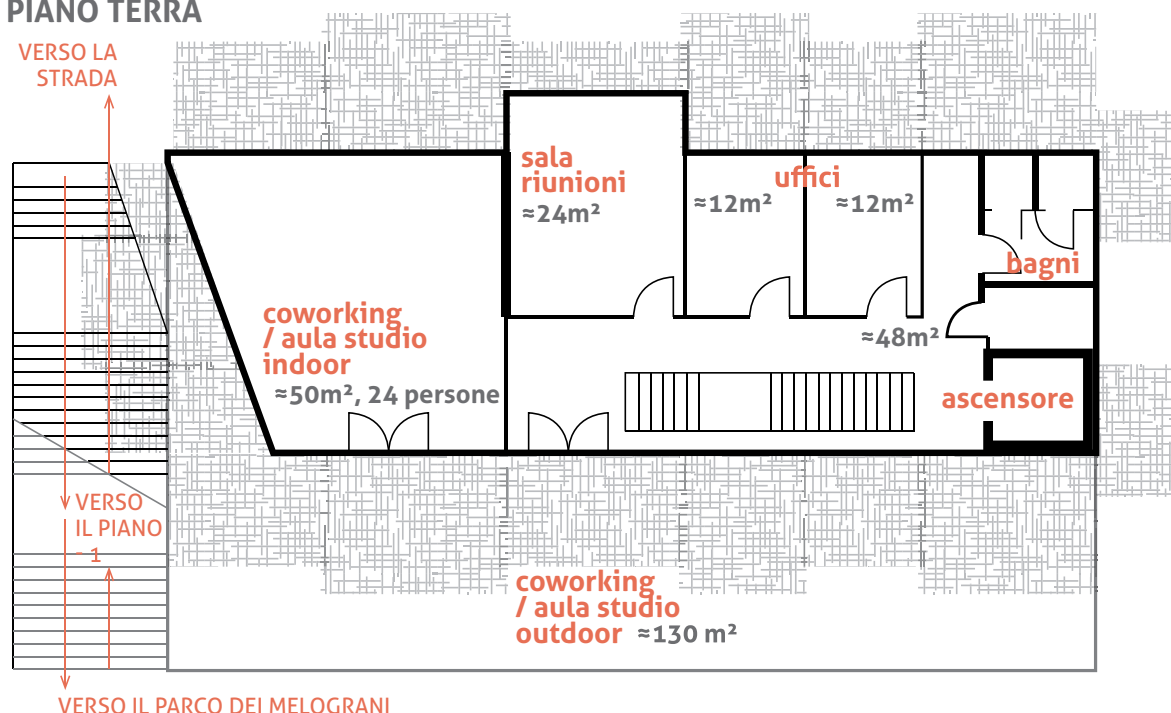 PIANO TERRA
VERSO LA
STRADA
sala
riunioni
≈24m²
uffici
≈12m²
≈12m²
bagni
coworking
/ aula studio
indoor
≈50m², 24 persone
≈48m²
ascensore
VERSO
IL PIANO
- 1
coworking
/ aula studio
outdoor ≈130 m²
VERSO IL PARCO DEI MELOGRANI